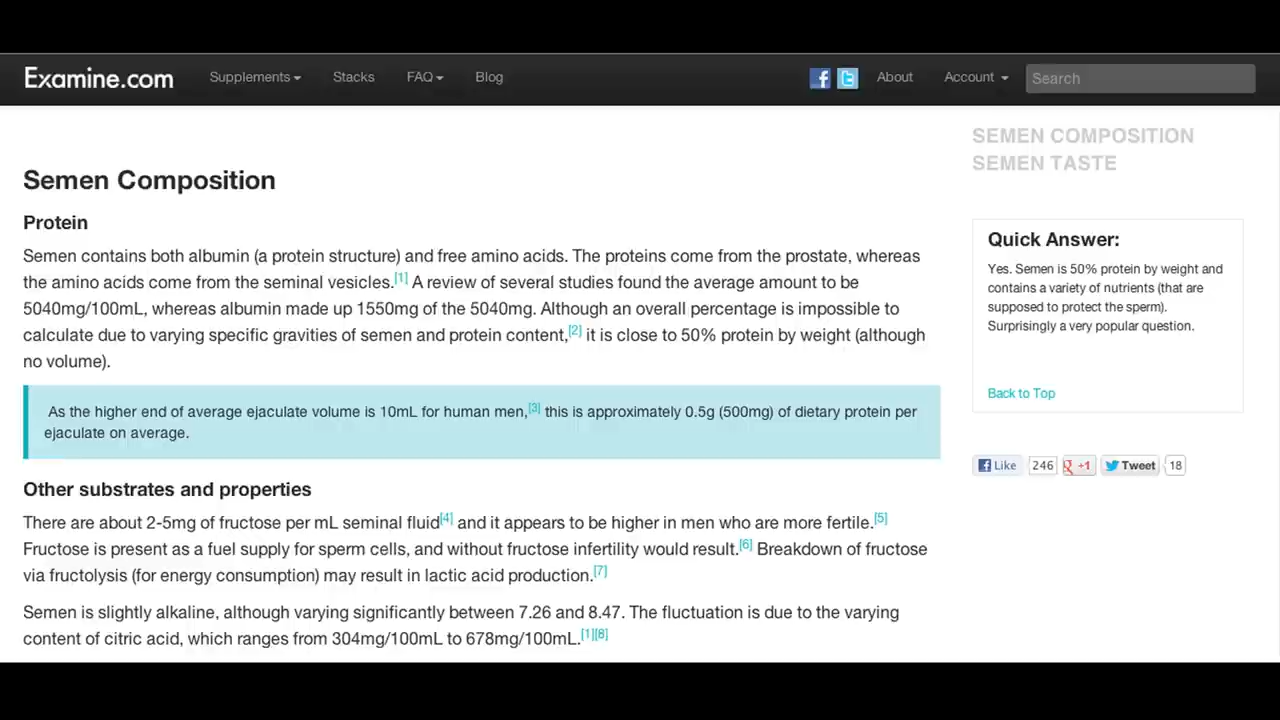 Examine.com Supplements Stacks FAQ Blog f t About Account Search
SEMEN COMPOSITION
SEMEN TASTE
Semen Composition
Protein
Semen contains both albumin (a protein structure) and free amino acids. The proteins come from the prostate, whereas
the amino acids come from the seminal vesicles.[1] A review of several studies found the average amount to be
5040mg/100mL, whereas albumin made up 1550mg of the 5040mg. Although an overall percentage is impossible to
calculate due to varying specific gravities of semen and protein content,[2] it is close to 50% protein by weight (although
no volume).
As the higher end of average ejaculate volume is 10mL for human men,[3] this is approximately 0.5g (500mg) of dietary protein per
ejaculate on average.
Other substrates and properties
There are about 2-5mg of fructose per mL seminal fluid[4] and it appears to be higher in men who are more fertile.[5]
Fructose is present as a fuel supply for sperm cells, and without fructose infertility would result.[6] Breakdown of fructose
via fructolysis (for energy consumption) may result in lactic acid production.[7]
Semen is slightly alkaline, although varying significantly between 7.26 and 8.47. The fluctuation is due to the varying
content of citric acid, which ranges from 304mg/100mL to 678mg/100mL.[1][8]
Quick Answer:
Yes. Semen is 50% protein by weight and
contains a variety of nutrients (that are
supposed to protect the sperm).
Surprisingly a very popular question.
Back to Top
f Like 246 g +1 Tweet 18